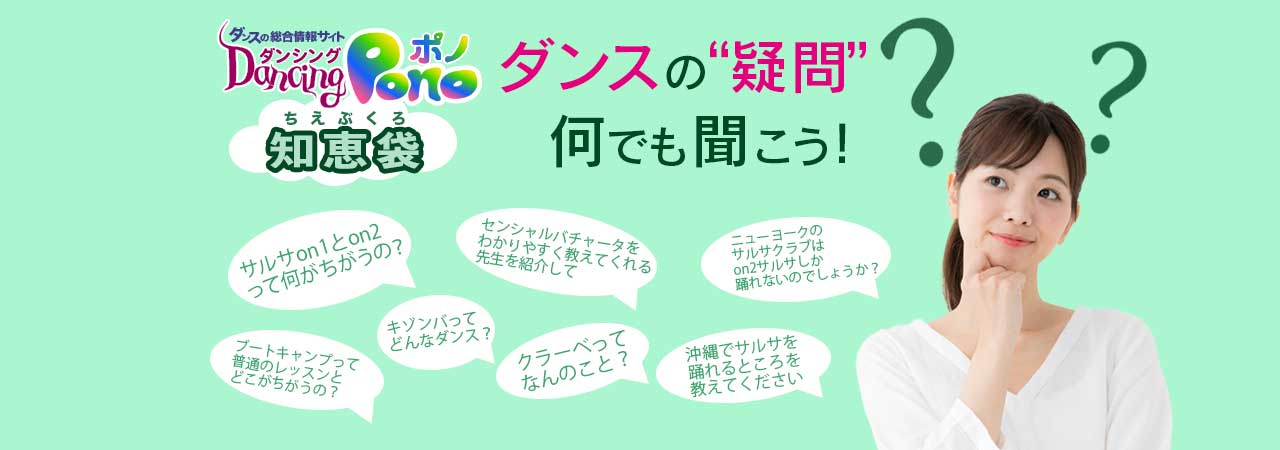 ダンスの総合情報サイト
ダンシング
Dancing
ポノ
Pono
ちえぶくろ
知恵袋
ダンスの“疑問”
何でも聞こう!
?
?
サルサon1とon2
って何がちがうの?
センシャルバチャータを
わかりやすく教えてくれる
先生を紹介して
ニューヨークの
サルサクラブは
on2サルサしか
踊れないのでしょうか?
キゾンバって
どんなダンス?
ブートキャンプって
普通のレッスンと
どこがちがうの?
クラーベって
なんのこと?
沖縄でサルサを
踊れるところを
教えてください